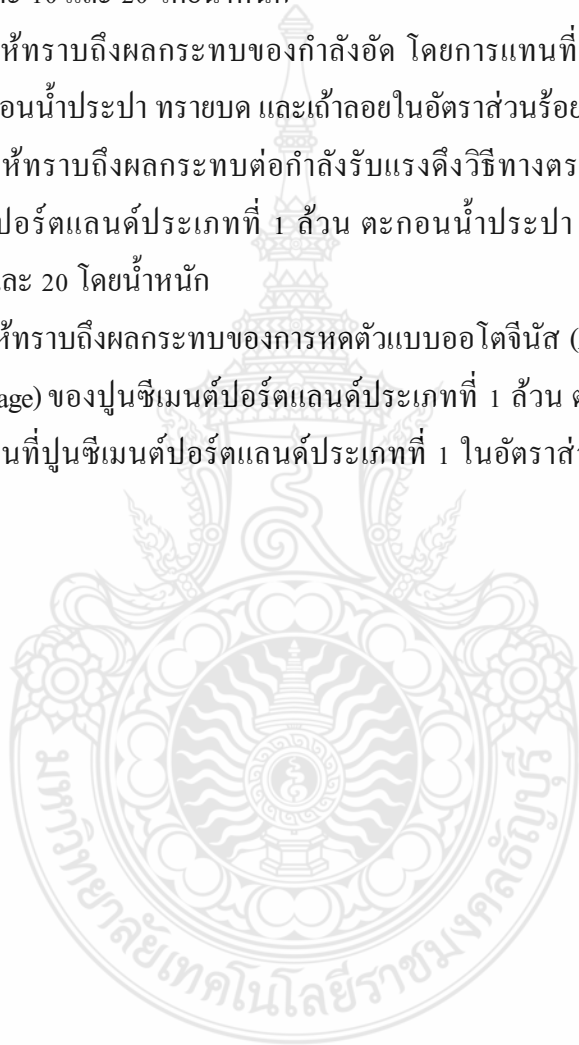 10 และ 20 โดยน้ำหนัก
ห้ทราบถึงผลกระทบของกำลังอัด โดยการแทนที่
อนน้ำประปา ทรายบด และเถ้าลอยในอัตราส่วนร้อย
ห้ทราบถึงผลกระทบต่อกำลังรับแรงดึงวิธีทางตร
ปอร์ตแลนด์ประเภทที่ 1 ล้วน ตะกอนน้ำประปา
ละ 20 โดยน้ำหนัก
ห้ทราบถึงผลกระทบของการหดตัวแบบออโตจีนัส (
age) ของปูนซีเมนต์ปอร์ตแลนด์ประเภทที่ 1 ล้วน ต
นที่ปูนซีเมนต์ปอร์ตแลนด์ประเภทที่ 1 ในอัตราส่ว
มหาวิทยาลัยเทคโนโลยีราชมงคลธัญบุรี